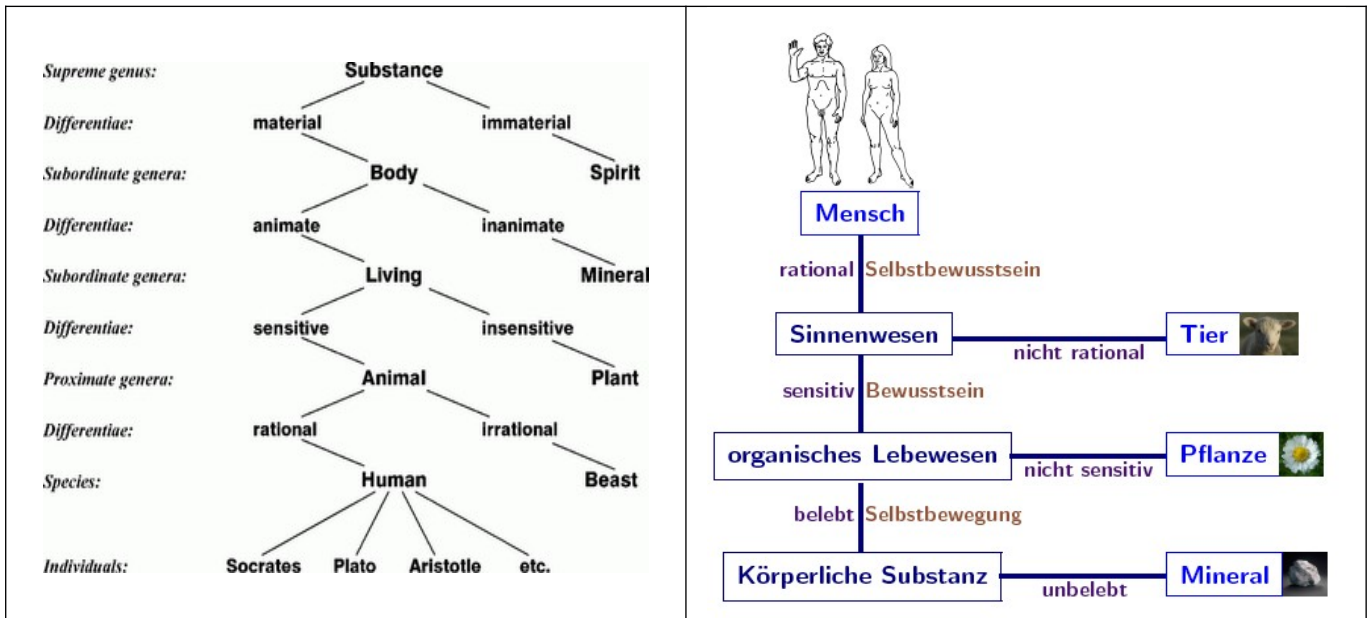 Supreme genus: Substance
Differentiae: material immaterial
Subordinate genera: Body Spirit
Differentiae: animate inanimate
Subordinate genera: Living Mineral
Differentiae: sensitive insensitive
Proximate genera: Animal Plant
Differentiae: rational irrational
Species: Human Beast
Individuals: Socrates Plato Aristotle etc.
Mensch
rational Selbstbewusstsein
Sinnenwesen Tier
nicht rational
sensitiv Bewusstsein
organisches Lebewesen Pflanze
nicht sensitiv
belebt Selbstbewegung
Körperliche Substanz Mineral
unbelebt